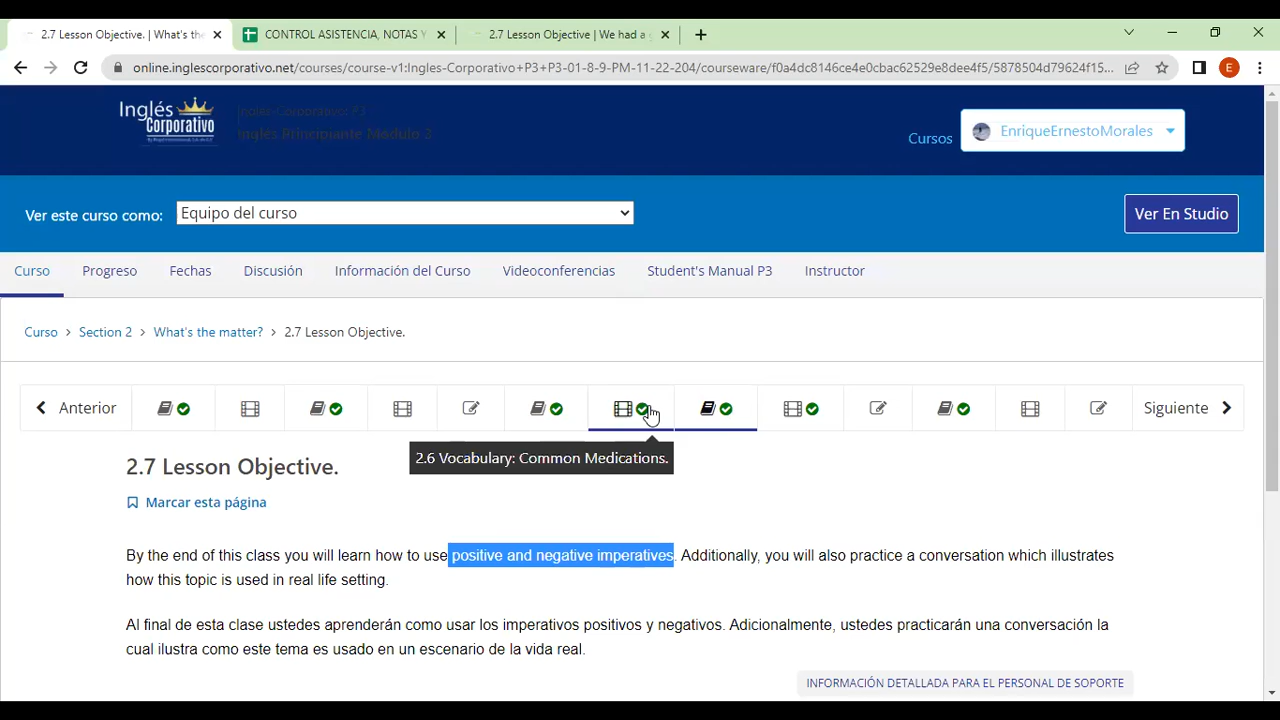 2.7 Lesson Objective. | What's the
CONTROL ASISTENCIA, NOTAS Y
2.7 Lesson Objective | We had a g
online.inglescorporativo.net/courses/course-v1:Ingles-Corporativo+P3+P3-01-8-9-PM-11-22-204/courseware/f0a4dc8146ce4e0cbac62529e8dee4f5/5878504d79624f15...
E
Inglés
Corporativo
Ingles-Corporativo P3
Inglés Principiante Módulo 3
Cursos
EnriqueErnestoMorales
Ver este curso como:
Equipo del curso
Ver En Studio
Curso
Progreso
Fechas
Discusión
Información del Curso
Videoconferencias
Student's Manual P3
Instructor
Curso > Section 2 > What's the matter? > 2.7 Lesson Objective.
Anterior
Siguiente
2.6 Vocabulary: Common Medications.
2.7 Lesson Objective.
Marcar esta página
By the end of this class you will learn how to use positive and negative imperatives. Additionally, you will also practice a conversation which illustrates
how this topic is used in real life setting.
Al final de esta clase ustedes aprenderán como usar los imperativos positivos y negativos. Adicionalmente, ustedes practicarán una conversación la
cual ilustra como este tema es usado en un escenario de la vida real.
INFORMACIÓN DETALLADA PARA EL PERSONAL DE SOPORTE